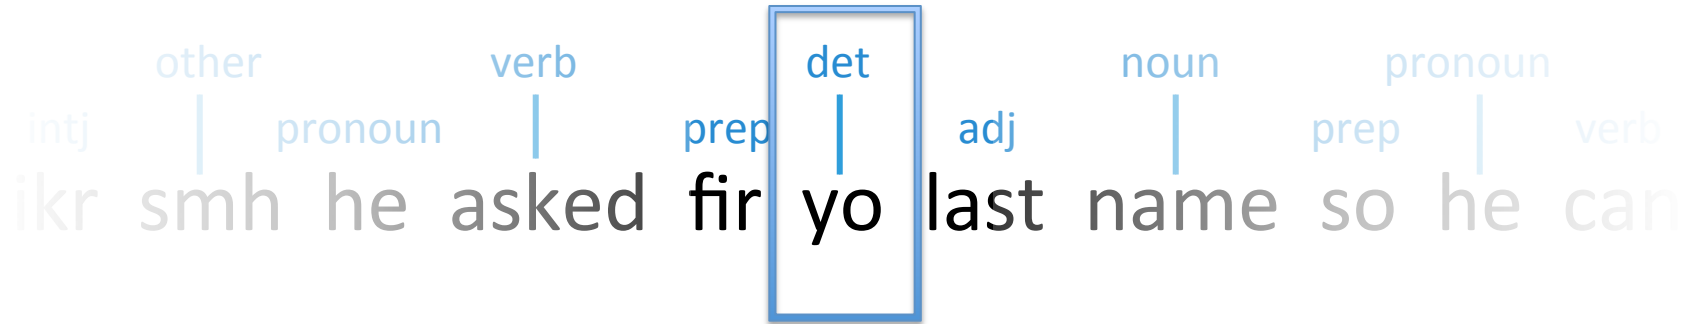 other verb det noun pronoun
intj pronoun prep adj prep verb
ikr smh he asked fir yo last name so he can